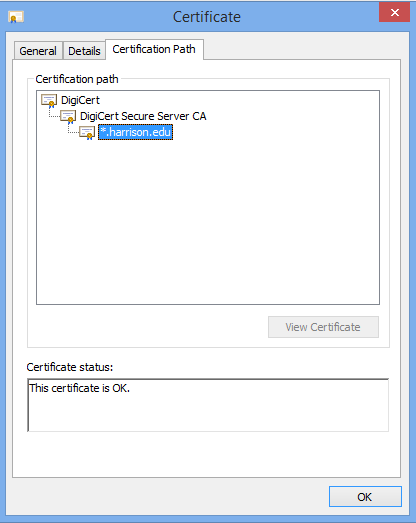 Certificate
General
Details
Certification Path
Certification path
DigiCert
DigiCert Secure Server CA
*.harrison.edu
View Certificate
Certificate status:
This certificate is OK.
OK